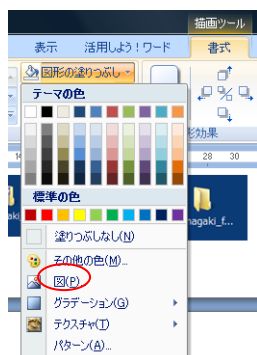 描画ツール
表示 活用しよう!ワード 書式
図形の塗りつぶし
テーマの色
効果
28 30
標準の色
nagaki_f...
塗りつぶしなし(N)
その他の色(M)...
図(P)...
グラデーション(G)
テクスチャ(T)
パターン(A)...